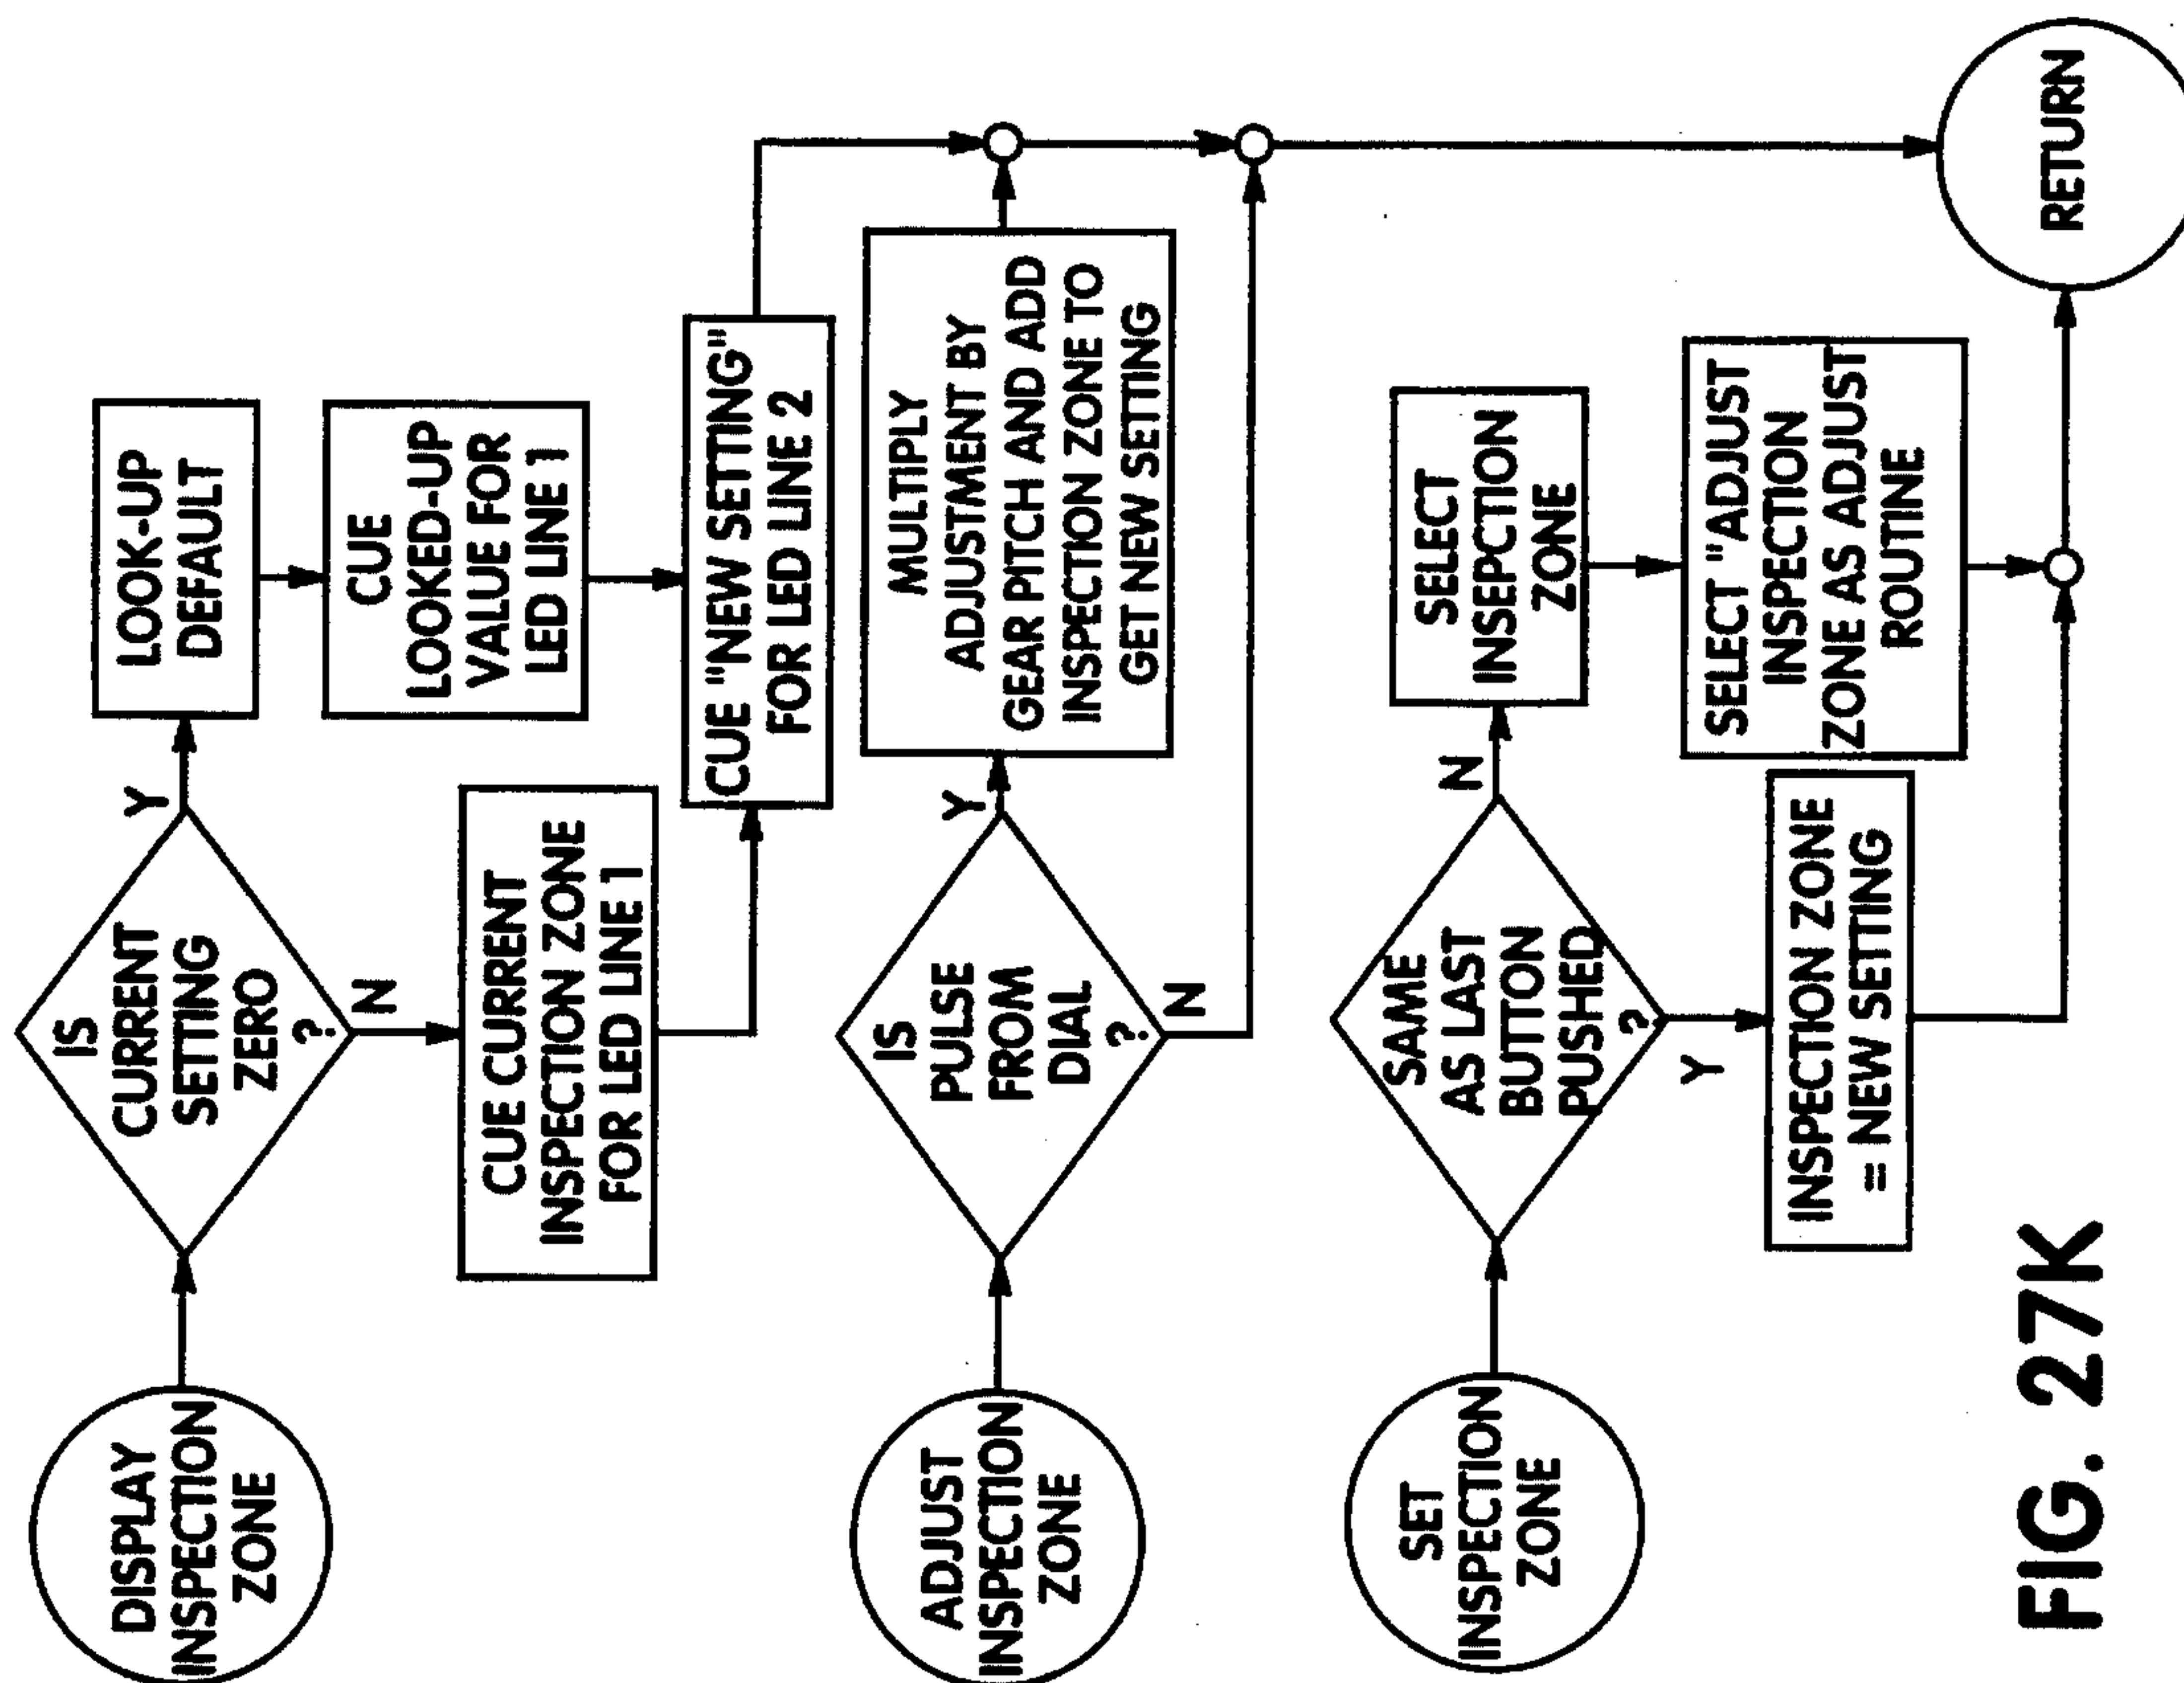 DISPLAY
INSPECTION
ZONE
IS
CURRENT
SETTING
ZERO
?
Y
N
LOOK-UP
DEFAULT
CUE
LOOKED-UP
VALUE FOR
LED LINE 1
CUE CURRENT
INSPECTION ZONE
FOR LED LINE 1
CUE "NEW SETTING"
FOR LED LINE 2
ADJUST
INSPECTION
ZONE
IS
PULSE
FROM
DIAL
?
Y
N
MULTIPLY
ADJUSTMENT BY
GEAR PITCH AND ADD
INSPECTION ZONE TO
GET NEW SETTING
SET
INSPECTION
ZONE
SAME
AS LAST
BUTTON
PUSHED
?
N
Y
SELECT
INSEPCTION
ZONE
SELECT "ADJUST
INSPECTION
ZONE AS ADJUST
ROUTINE
INSPECTION ZONE
= NEW SETTING
RETURN
FIG. 27K